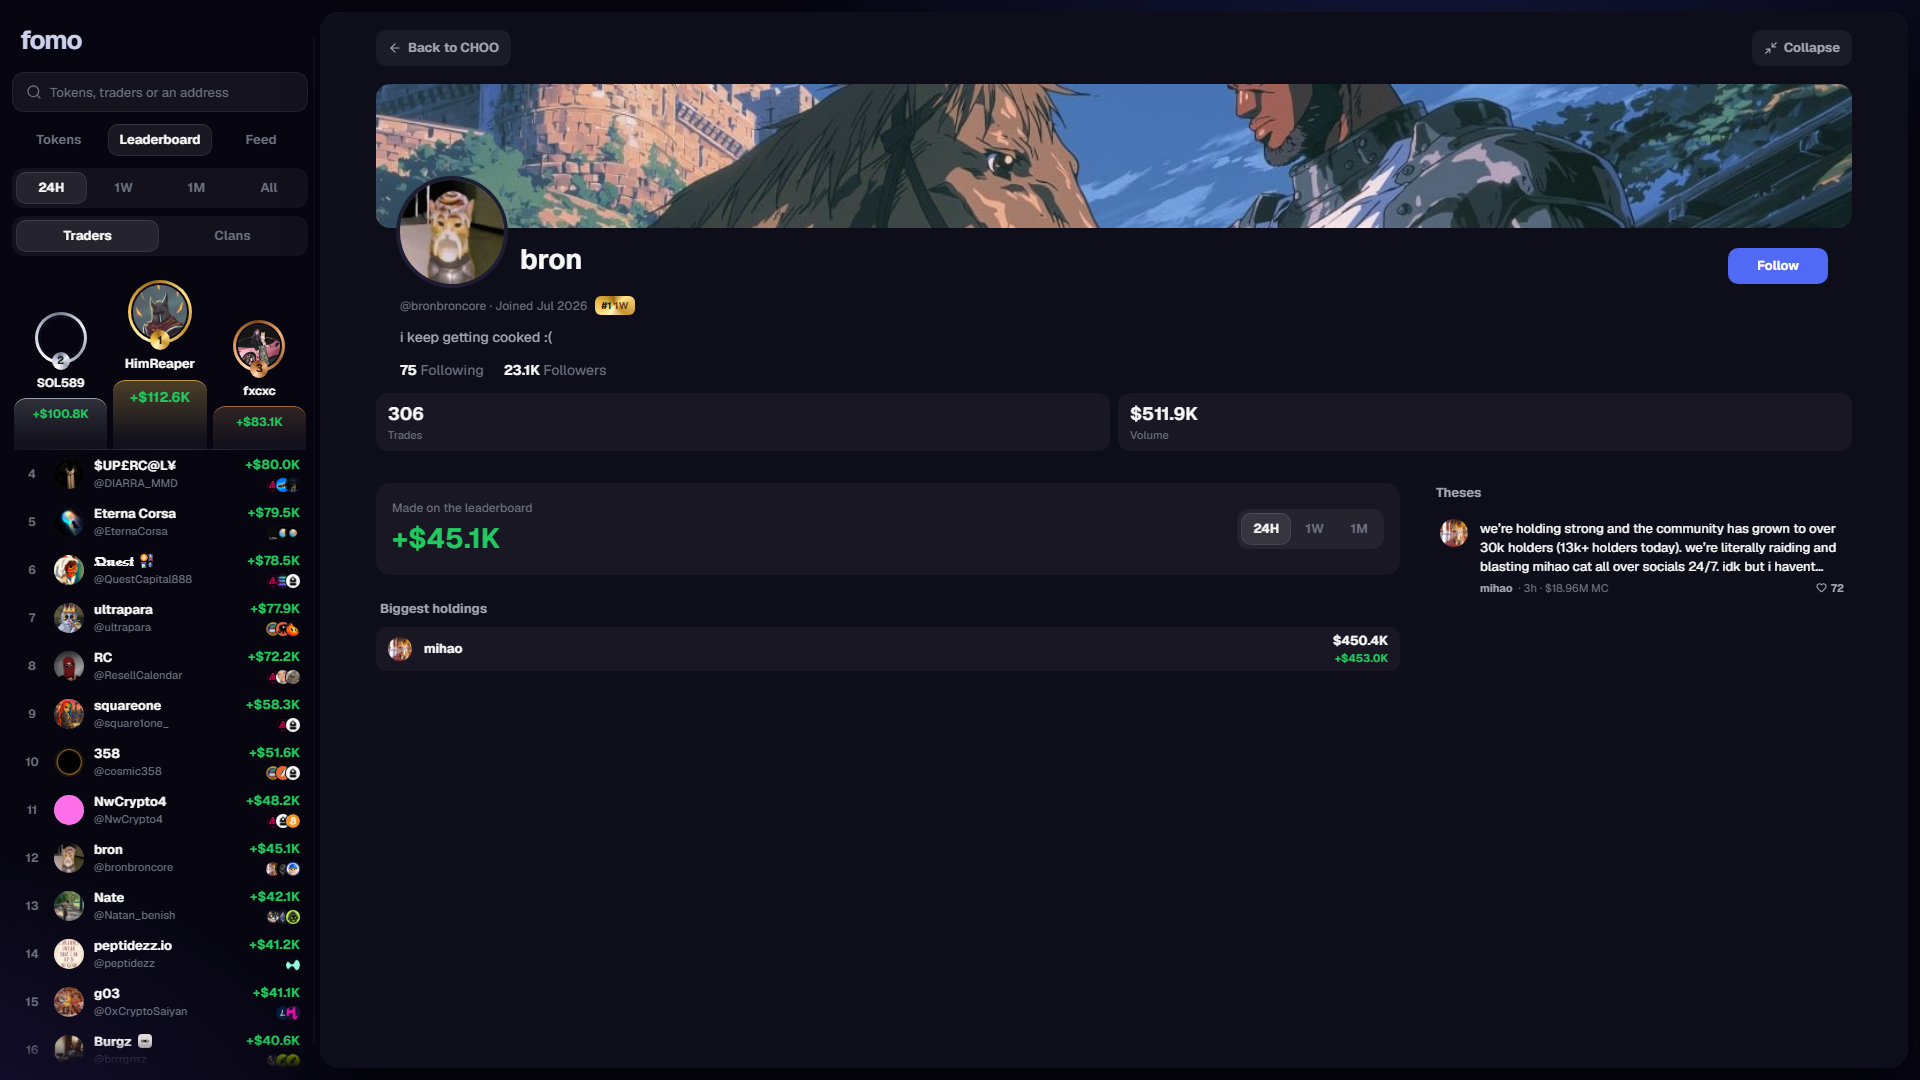 fomo
Tokens, traders or an address
Tokens
Leaderboard
Feed
24H
1W
1M
All
Traders
Clans
2
SOL589
+$100.8K
1
HimReaper
+$112.6K
3
fxcxc
+$83.1K
4
$UP£RC@L¥
@DIARRA_MMD
+$80.0K
5
Eterna Corsa
@EternaCorsa
+$79.5K
6
𝕼𝖚𝖊𝖘𝖙
@QuestCapital888
+$78.5K
7
ultrapara
@ultrapara
+$77.9K
8
RC
@ResellCalendar
+$72.2K
9
squareone
@square1one_
+$58.3K
10
358
@cosmic358
+$51.6K
11
NwCrypto4
@NwCrypto4
+$48.2K
12
bron
@bronbroncore
+$45.1K
13
Nate
@Natan_benish
+$42.1K
14
peptidezz.io
@peptidezz
+$41.2K
15
g03
@0xCryptoSaiyan
+$41.1K
16
Burgz
@brrrgrrrz
+$40.6K
Back to CHOO
Collapse
bron
Follow
@bronbroncore · Joined Jul 2026
#1 1W
i keep getting cooked :(
75 Following
23.1K Followers
306
Trades
$511.9K
Volume
Made on the leaderboard
+$45.1K
24H
1W
1M
Biggest holdings
mihao
$450.4K
+$453.0K
Theses
we're holding strong and the community has grown to over
30k holders (13k+ holders today). we're literally raiding and
blasting mihao cat all over socials 24/7. idk but i havent...
mihao · 3h · $18.96M MC
72